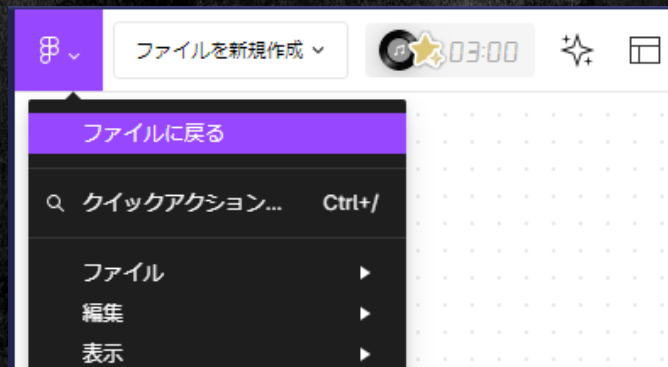 ファイルを新規作成
03:00
ファイルに戻る
クイックアクション... Ctrl+/
ファイル
編集
表示